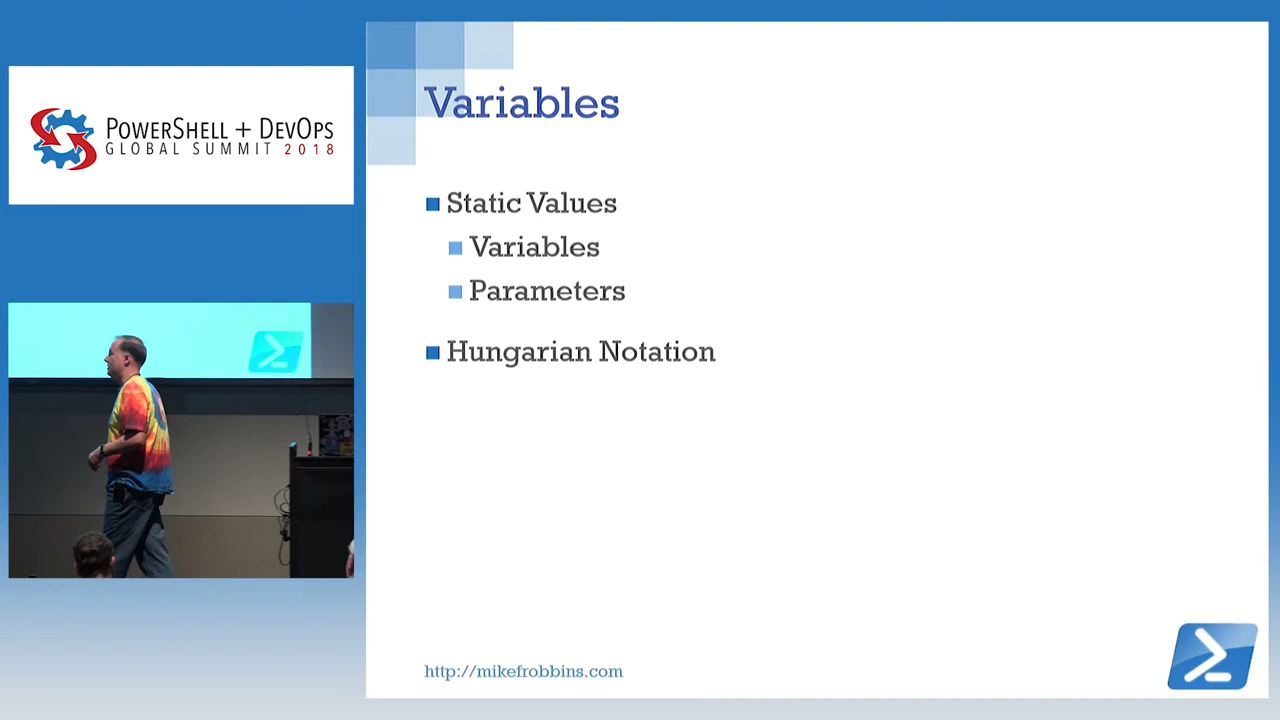 POWERSHELL + DEVOPS
GLOBAL SUMMIT 2018
Variables
Static Values
Variables
Parameters
Hungarian Notation
http://mikefrobbins.com